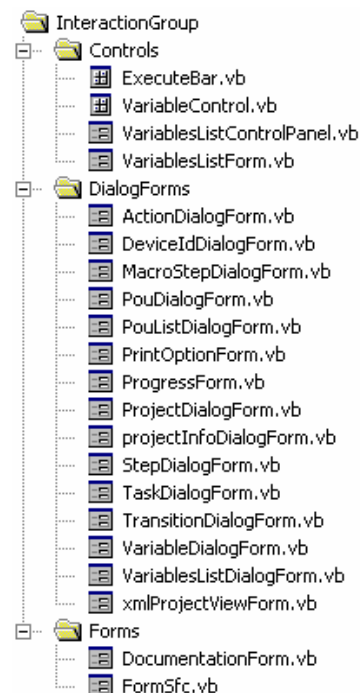 InteractionGroup
Controls
ExecuteBar.vb
VariableControl.vb
VariablesListControlPanel.vb
VariablesListForm.vb
DialogForms
ActionDialogForm.vb
DeviceIdDialogForm.vb
MacroStepDialogForm.vb
PouDialogForm.vb
PouListDialogForm.vb
PrintOptionForm.vb
ProgressForm.vb
ProjectDialogForm.vb
projectInfoDialogForm.vb
StepDialogForm.vb
TaskDialogForm.vb
TransitionDialogForm.vb
VariableDialogForm.vb
VariablesListDialogForm.vb
xmlProjectViewForm.vb
Forms
DocumentationForm.vb
FormSfc.vb